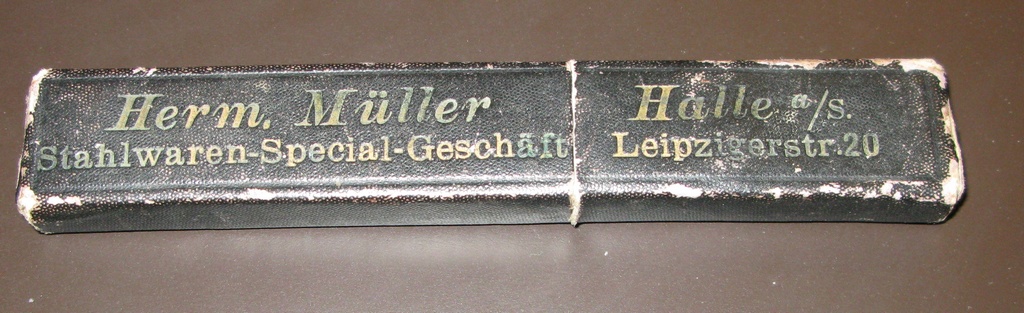 Herm. Müller Halle a/s.
Stahlwaren-Special-Geschäft Leipzigerstr. 20